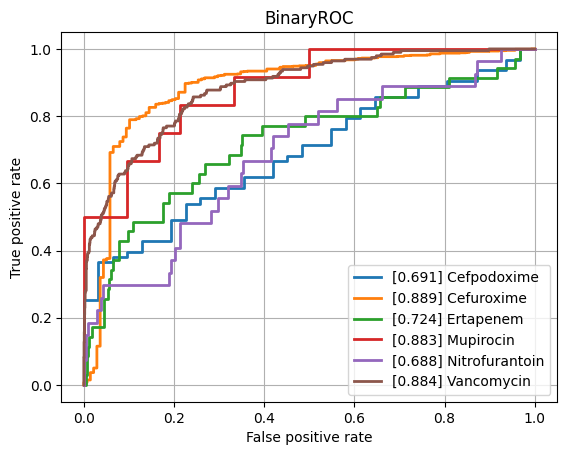 BinaryROC
True positive rate
1.0
0.8
0.6
0.4
0.2
0.0
[0.691] Cefpodoxime
[0.889] Cefuroxime
[0.724] Ertapenem
[0.883] Mupirocin
[0.688] Nitrofurantoin
[0.884] Vancomycin
0.0 0.2 0.4 0.6 0.8 1.0
False positive rate